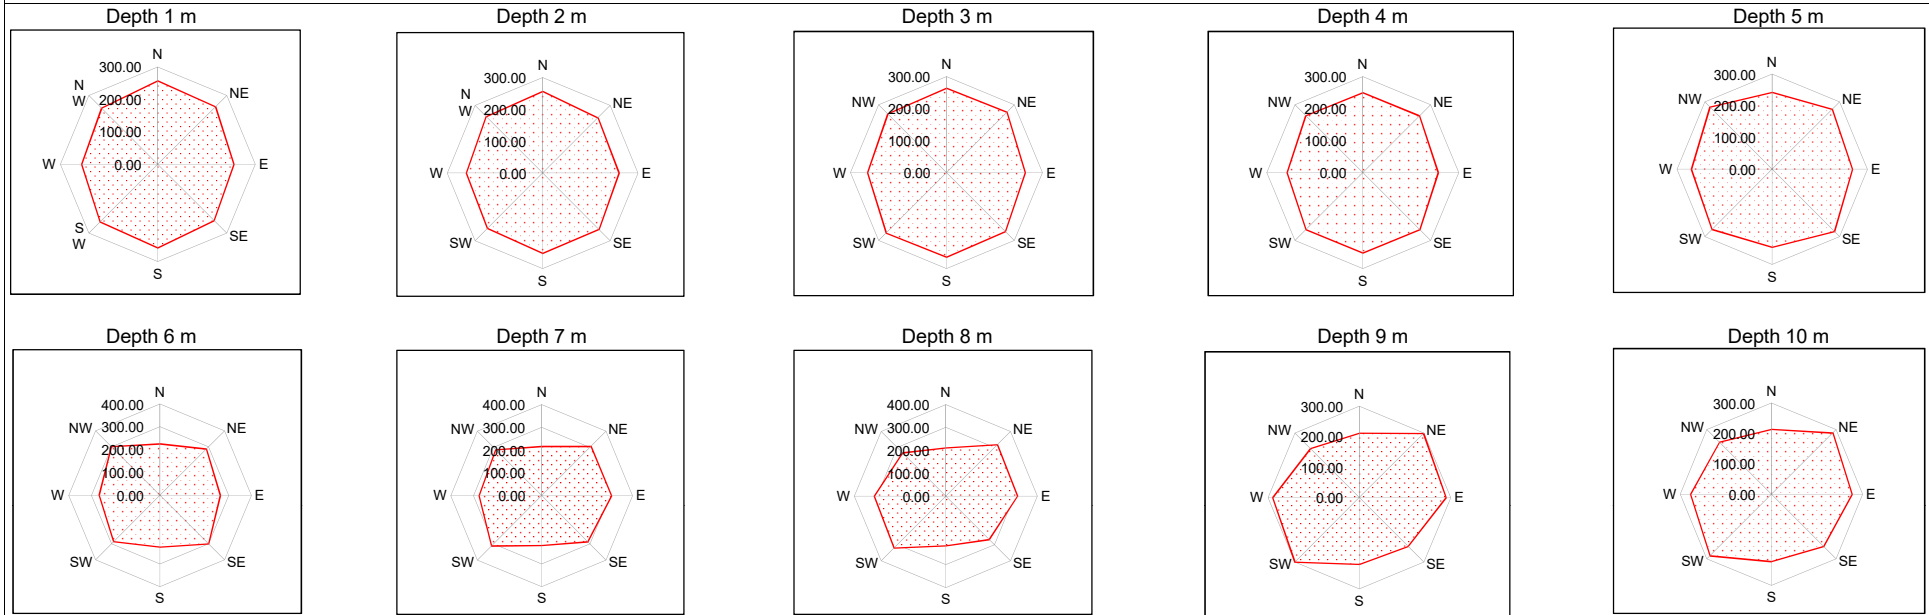 Depth 1 m
N
300.00
N
W
200.00
NE
100.00
W
0.00
E
S
W
SE
S
Depth 2 m
N
300.00
N
W
200.00
NE
100.00
W
0.00
E
SW
SE
S
Depth 3 m
N
300.00
NW
200.00
NE
100.00
W
0.00
E
SW
SE
S
Depth 4 m
N
300.00
NW
200.00
NE
100.00
W
0.00
E
SW
SE
S
Depth 5 m
N
300.00
NW
200.00
NE
100.00
W
0.00
E
SW
SE
S
Depth 6 m
N
400.00
NW
300.00
NE
200.00
100.00
W
0.00
E
SW
SE
S
Depth 7 m
N
400.00
NW
300.00
NE
200.00
100.00
W
0.00
E
SW
SE
S
Depth 8 m
N
400.00
NW
300.00
NE
200.00
100.00
W
0.00
E
SW
SE
S
Depth 9 m
N
300.00
NW
200.00
NE
100.00
W
0.00
E
SW
SE
S
Depth 10 m
N
300.00
NW
200.00
NE
100.00
W
0.00
E
SW
SE
S